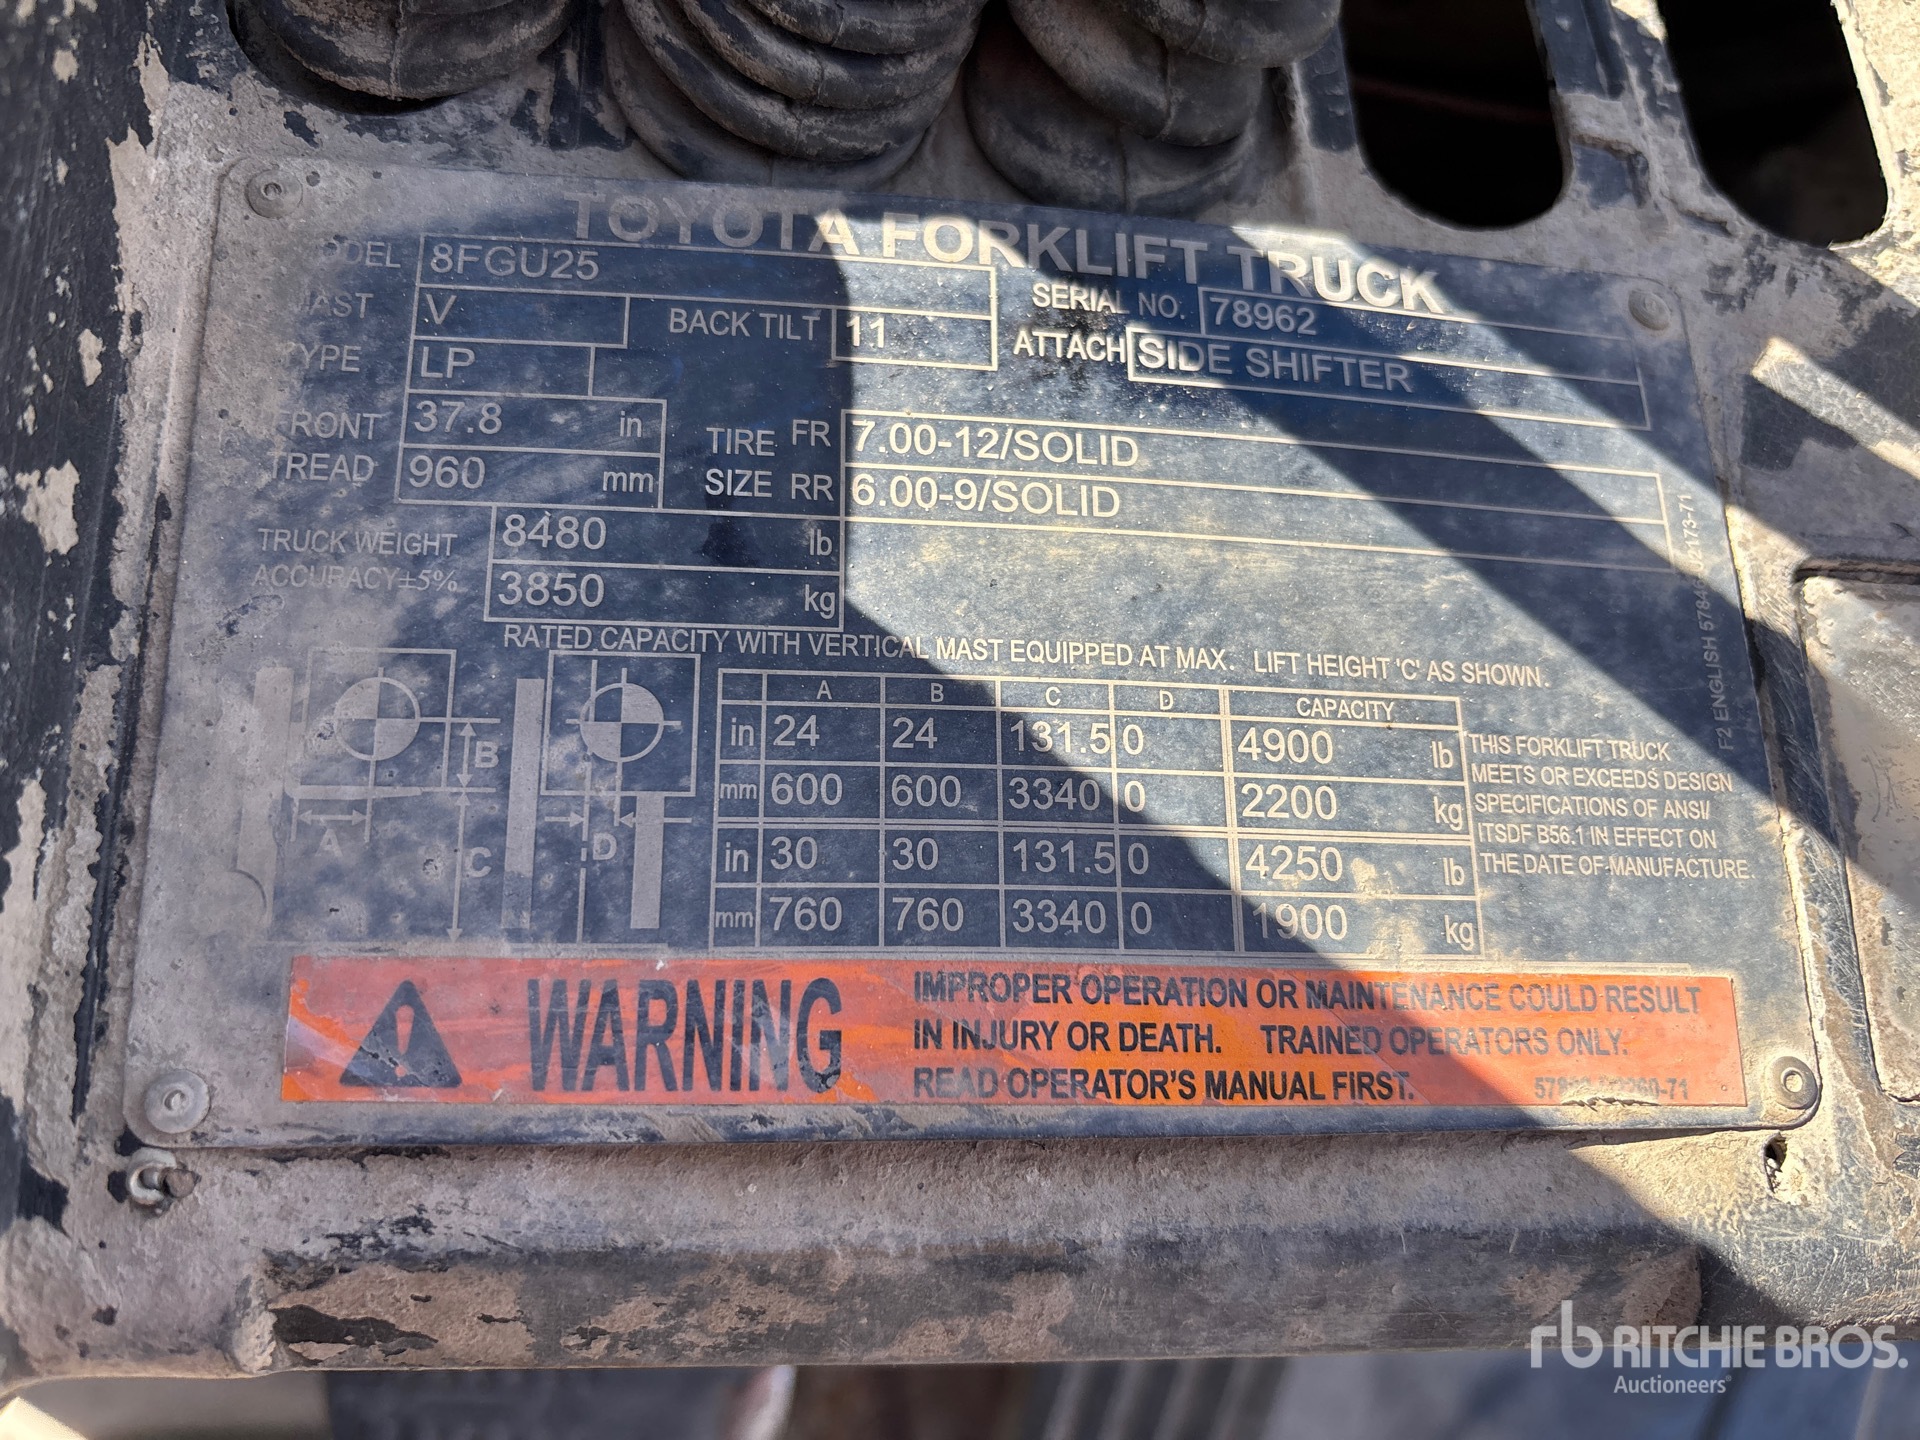 TOYOTA FORKLIFT TRUCK
MODEL 8FGU25
SERIAL NO. 78962
MAST V BACK TILT 11
ATTACH SIDE SHIFTER
TYPE LP
FRONT 37.8 in
TREAD 960 mm
TIRE SIZE FR 7.00-12/SOLID
RR 6.00-9/SOLID
TRUCK WEIGHT 8480 lb
ACCURACY±5% 3850 kg
RATED CAPACITY WITH VERTICAL MAST EQUIPPED AT MAX. LIFT HEIGHT 'C' AS SHOWN.
A B C D CAPACITY
in 24 24 131.5 0 4900 lb
mm 600 600 3340 0 2200 kg
in 30 30 131.5 0 4250 lb
mm 760 760 3340 0 1900 kg
B
A
C
D
THIS FORKLIFT TRUCK
MEETS OR EXCEEDS DESIGN
SPECIFICATIONS OF ANSI/
ITSDF B56.1 IN EFFECT ON
THE DATE OF MANUFACTURE.
F2 ENGLISH
WARNING
IMPROPER OPERATION OR MAINTENANCE COULD RESULT
IN INJURY OR DEATH. TRAINED OPERATORS ONLY.
READ OPERATOR'S MANUAL FIRST.
rb RITCHIE BROS.
Auctioneers